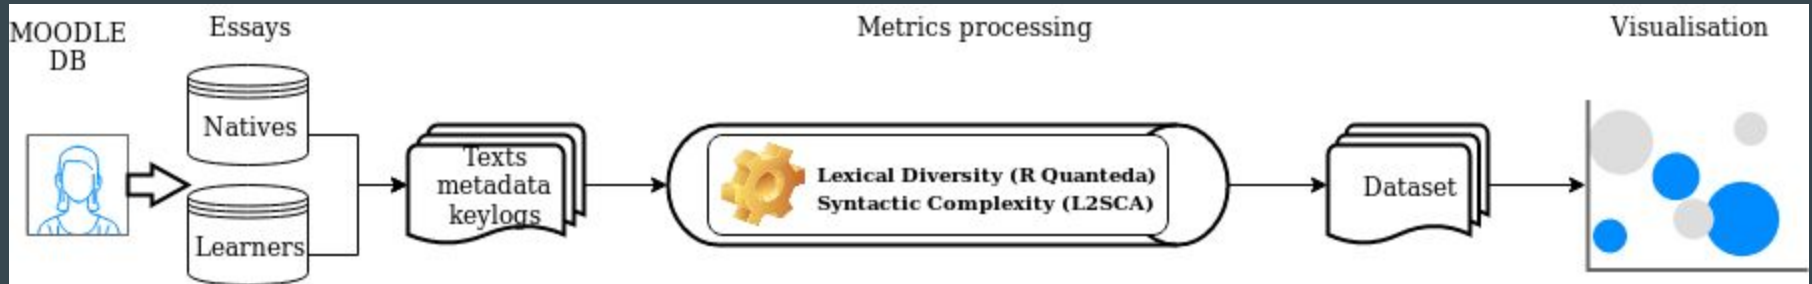 MOODLE
DB
Essays
Metrics processing
Visualisation
Natives
Learners
Texts
metadata
keylogs
Lexical Diversity (R Quanteda)
Syntactic Complexity (L2SCA)
Dataset